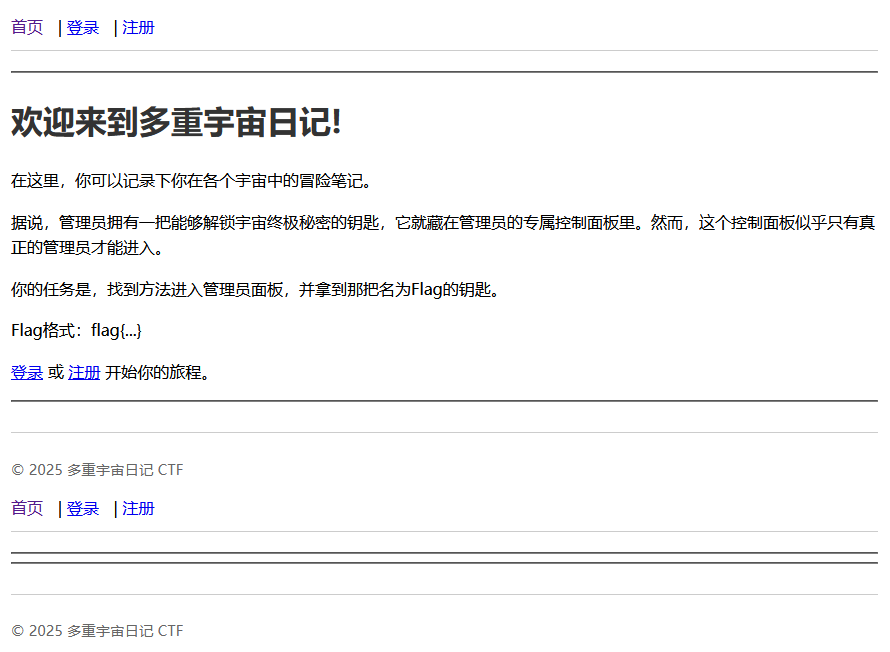 首页 | 登录 | 注册
欢迎来到多重宇宙日记!
在这里，你可以记录下你在各个宇宙中的冒险笔记。
据说，管理员拥有一把能够解锁宇宙终极秘密的钥匙，它就藏在管理员的专属控制面板里。然而，这个控制面板似乎只有真
正的管理员才能进入。
你的任务是，找到方法进入管理员面板，并拿到那把名为Flag的钥匙。
Flag格式：flag{...}
登录 或 注册 开始你的旅程。
© 2025 多重宇宙日记 CTF
首页 | 登录 | 注册
© 2025 多重宇宙日记 CTF